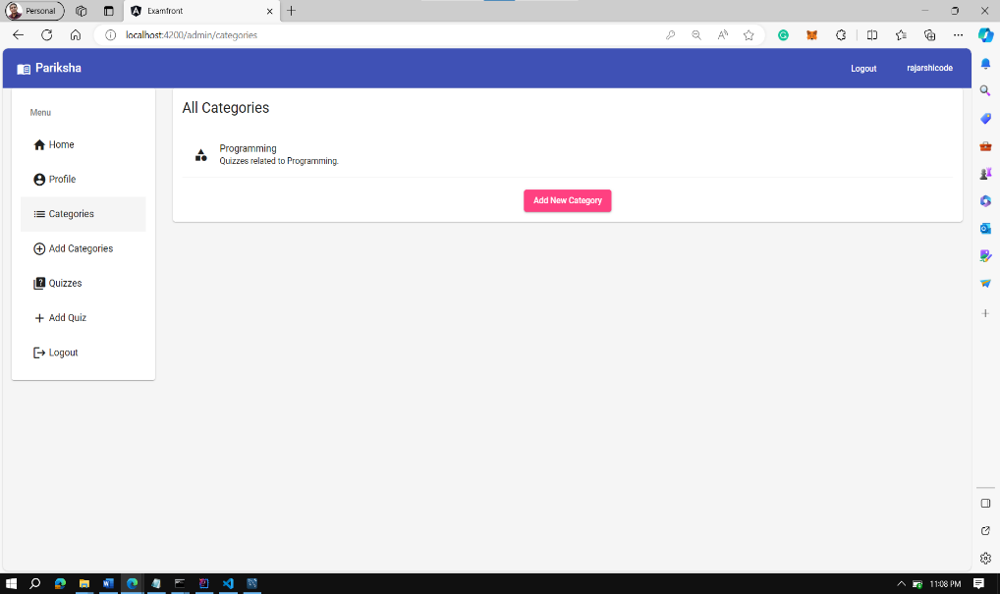 Personal
Examfront
localhost:4200/admin/categories
Pariksha
Logout
rajarshicode
Menu
Home
Profile
Categories
Add Categories
Quizzes
Add Quiz
Logout
All Categories
Programming
Quizzes related to Programming.
Add New Category
11:08 PM